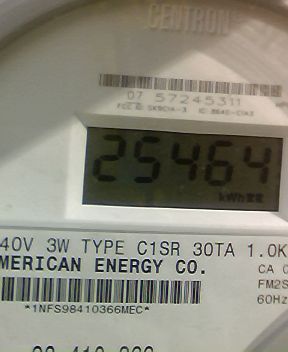 CENTRON
07 57245311
25464
kWh
40V 3W TYPE C1SR 30TA 1.0K
MERICAN ENERGY CO.
CA 0
FM2S
60Hz
*1NFS98410366MEC*